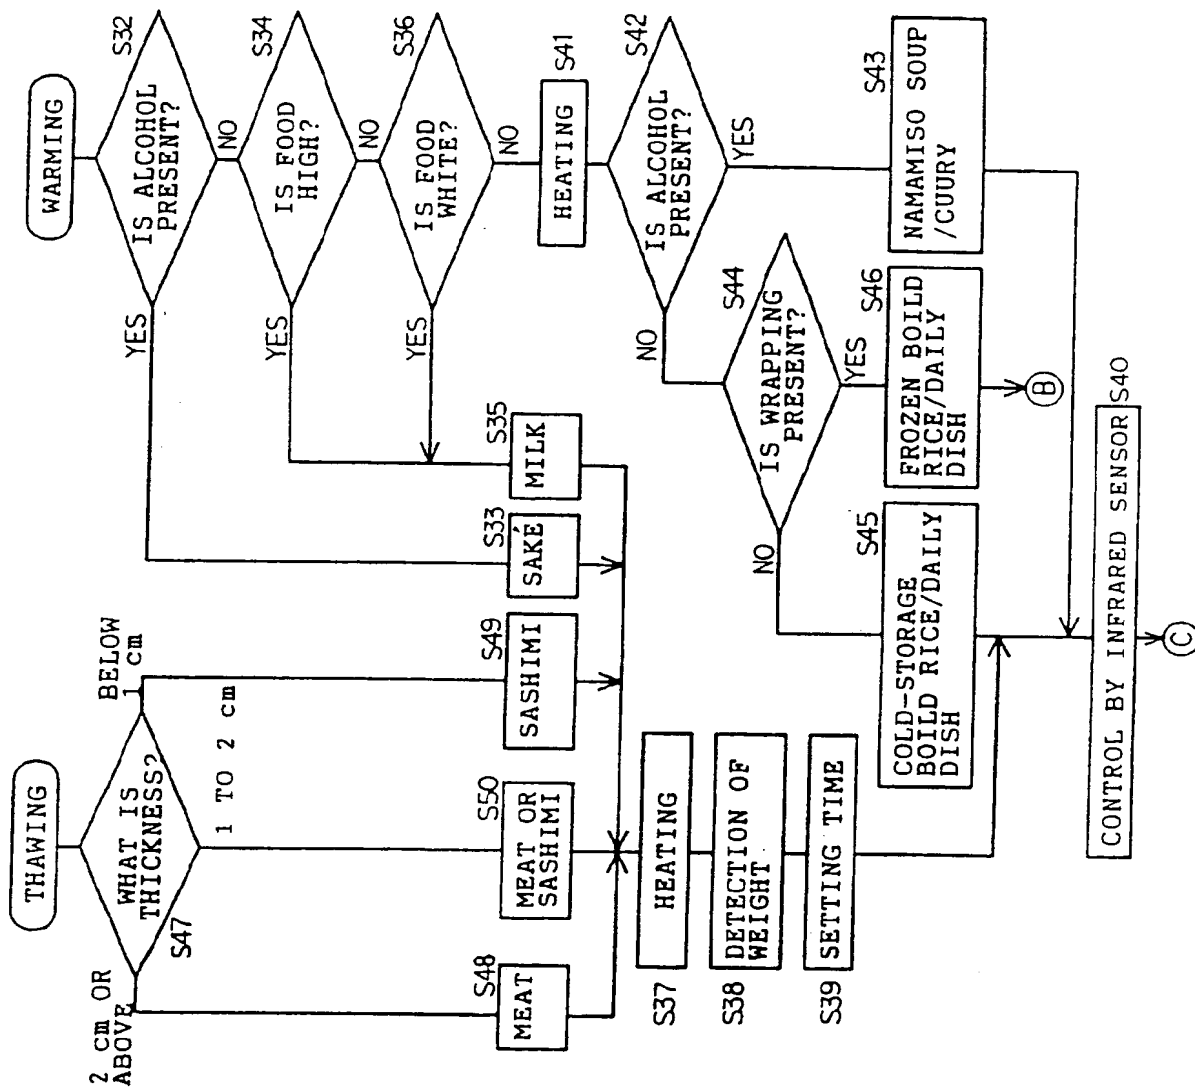 THAWING
WHAT IS
THICKNESS?
S47
2 cm OR
ABOVE
1 TO 2 cm
BELOW
1 cm
MEAT
S48
MEAT OR
SASHIMI
S50
SASHIMI
S49
SAKÉ
S33
MILK
S35
HEATING
S37
DETECTION OF
WEIGHT
S38
SETTING TIME
S39
WARMING
IS ALCOHOL
PRESENT?
S32
YES
NO
IS FOOD
HIGH?
S34
YES
NO
IS FOOD
WHITE?
S36
YES
NO
HEATING
S41
IS ALCOHOL
PRESENT?
S42
NO
YES
IS WRAPPING
PRESENT?
S44
NO
YES
COLD-STORAGE
BOILD RICE/DAILY
DISH
S45
FROZEN BOILD
RICE/DAILY
DISH
S46
B
NAMAMISO SOUP
/CUURY
S43
CONTROL BY INFRARED SENSOR
S40
C